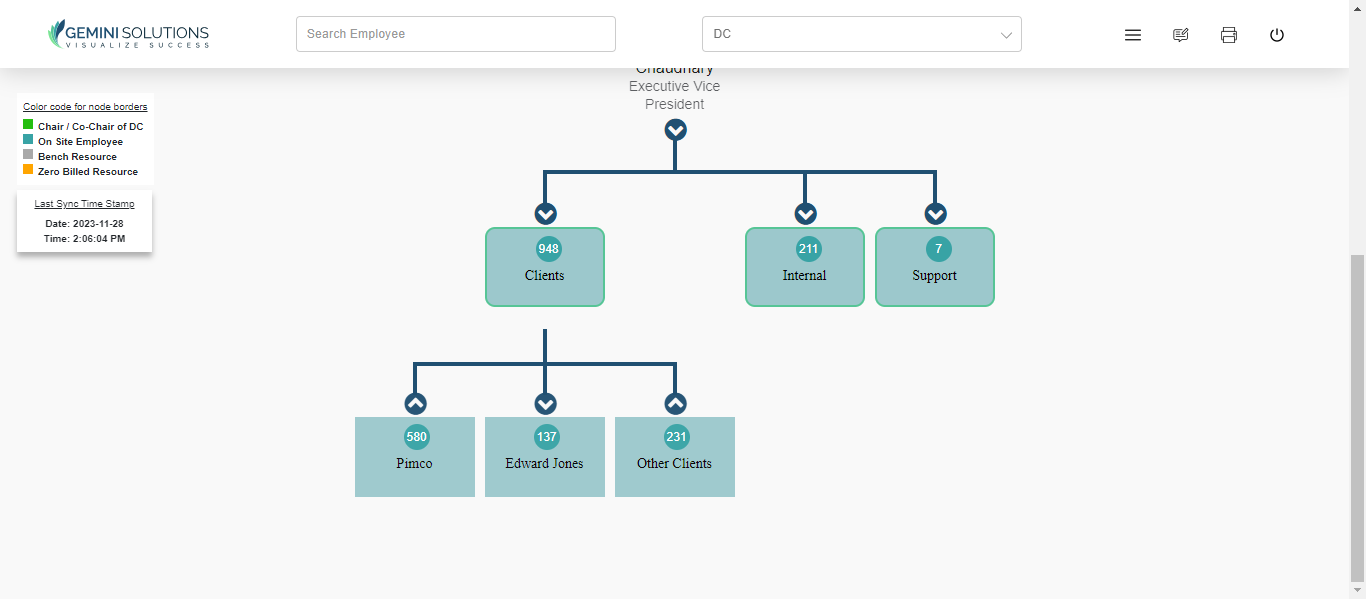 GEMINI SOLUTIONS
VISUALIZE SUCCESS
Search Employee
DC
Chaudhary
Executive Vice
President
Color code for node borders
Chair / Co-Chair of DC
On Site Employee
Bench Resource
Zero Billed Resource
Last Sync Time Stamp
Date: 2023-11-28
Time: 2:06:04 PM
948
Clients
211
Internal
7
Support
580
Pimco
137
Edward Jones
231
Other Clients